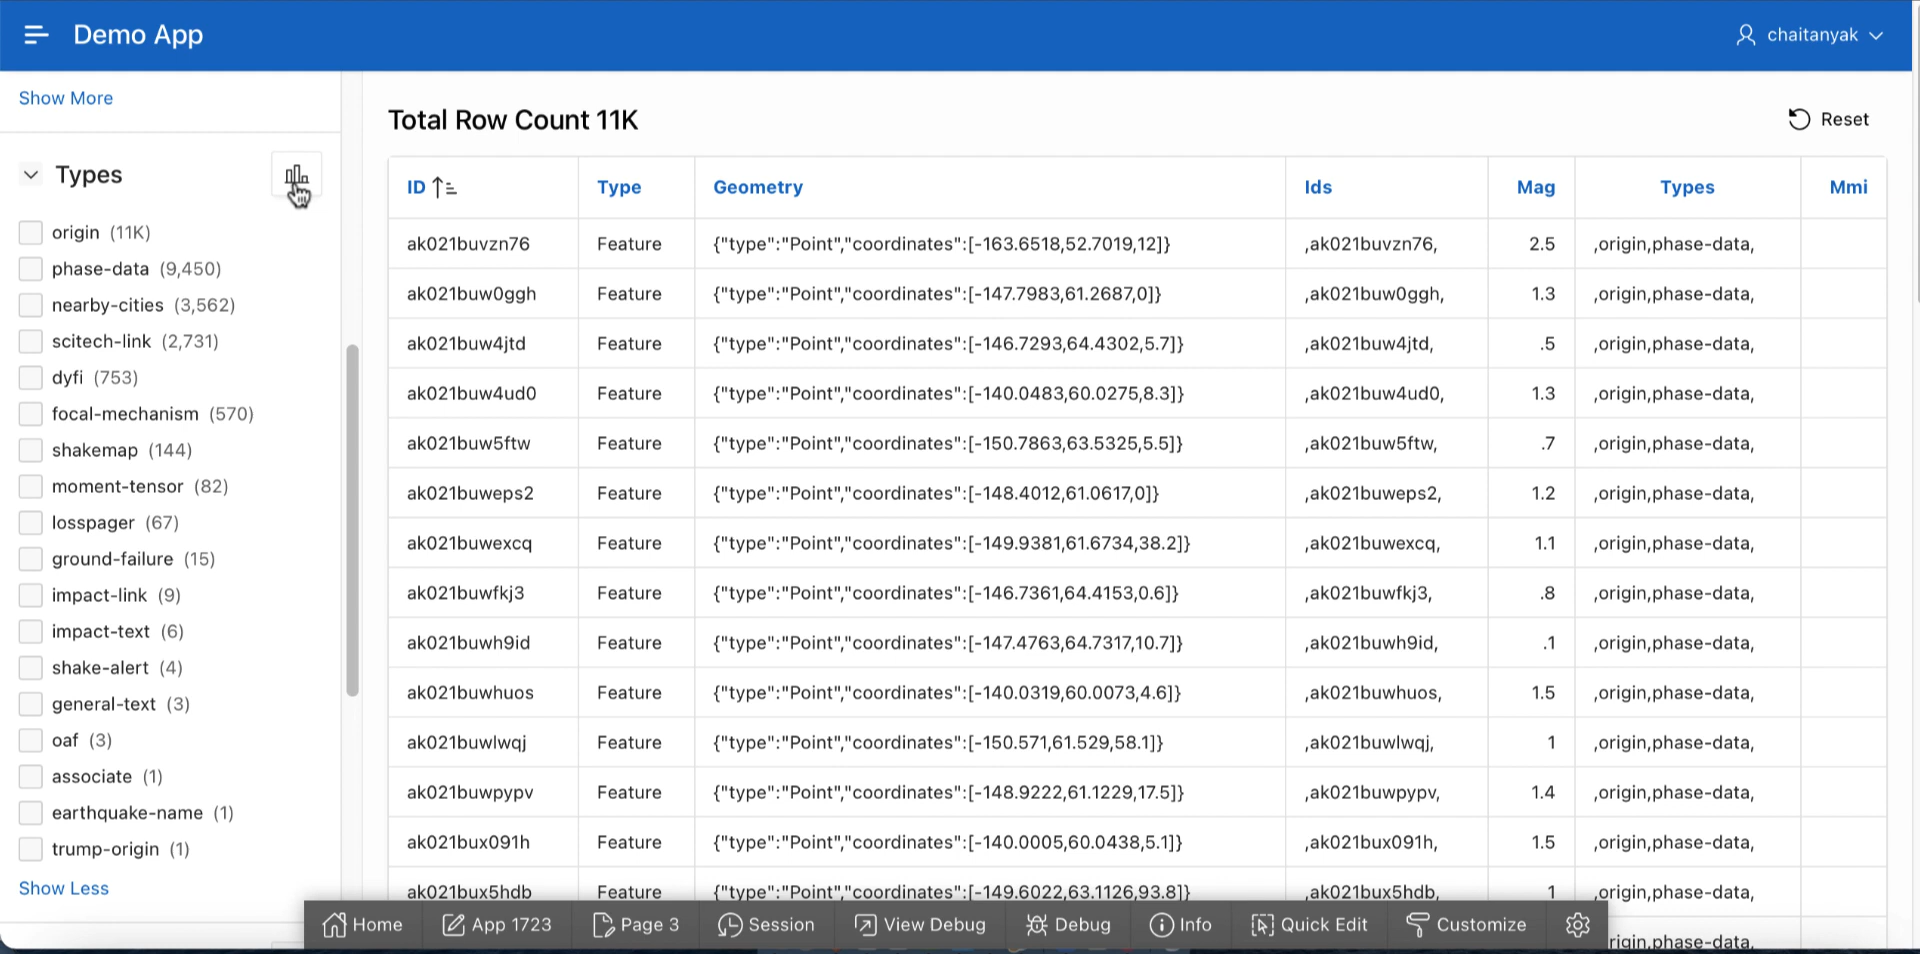 Demo App
chaitanyak
Show More
Types
origin (11K)
phase-data (9,450)
nearby-cities (3,562)
scitech-link (2,731)
dyfi (753)
focal-mechanism (570)
shakemap (144)
moment-tensor (82)
losspager (67)
ground-failure (15)
impact-link (9)
impact-text (6)
shake-alert (4)
general-text (3)
oaf (3)
associate (1)
earthquake-name (1)
trump-origin (1)
Show Less
Total Row Count 11K
Reset
ID Type Geometry Ids Mag Types Mmi
ak021buvzn76 Feature {"type":"Point","coordinates":[-163.6518,52.7019,12]} ,ak021buvzn76, 2.5 ,origin,phase-data,
ak021buw0ggh Feature {"type":"Point","coordinates":[-147.7983,61.2687,0]} ,ak021buw0ggh, 1.3 ,origin,phase-data,
ak021buw4jtd Feature {"type":"Point","coordinates":[-146.7293,64.4302,5.7]} ,ak021buw4jtd, .5 ,origin,phase-data,
ak021buw4ud0 Feature {"type":"Point","coordinates":[-140.0483,60.0275,8.3]} ,ak021buw4ud0, 1.3 ,origin,phase-data,
ak021buw5ftw Feature {"type":"Point","coordinates":[-150.7863,63.5325,5.5]} ,ak021buw5ftw, .7 ,origin,phase-data,
ak021buweps2 Feature {"type":"Point","coordinates":[-148.4012,61.0617,0]} ,ak021buweps2, 1.2 ,origin,phase-data,
ak021buwexcq Feature {"type":"Point","coordinates":[-149.9381,61.6734,38.2]} ,ak021buwexcq, 1.1 ,origin,phase-data,
ak021buwfkj3 Feature {"type":"Point","coordinates":[-146.7361,64.4153,0.6]} ,ak021buwfkj3, .8 ,origin,phase-data,
ak021buwh9id Feature {"type":"Point","coordinates":[-147.4763,64.7317,10.7]} ,ak021buwh9id, .1 ,origin,phase-data,
ak021buwhuos Feature {"type":"Point","coordinates":[-140.0319,60.0073,4.6]} ,ak021buwhuos, 1.5 ,origin,phase-data,
ak021buwlwqj Feature {"type":"Point","coordinates":[-150.571,61.529,58.1]} ,ak021buwlwqj, 1 ,origin,phase-data,
ak021buwpypv Feature {"type":"Point","coordinates":[-148.9222,61.1229,17.5]} ,ak021buwpypv, 1.4 ,origin,phase-data,
ak021bux091h Feature {"type":"Point","coordinates":[-140.0005,60.0438,5.1]} ,ak021bux091h, 1.5 ,origin,phase-data,
ak021bux5hdb Feature {"type":"Point","coordinates":[-149.6022,63.1126,93.8]} ,ak021bux5hdb, 1 ,origin,phase-data,
rigin,phase-data,
Home App 1723 Page 3 Session View Debug Debug Info Quick Edit Customize